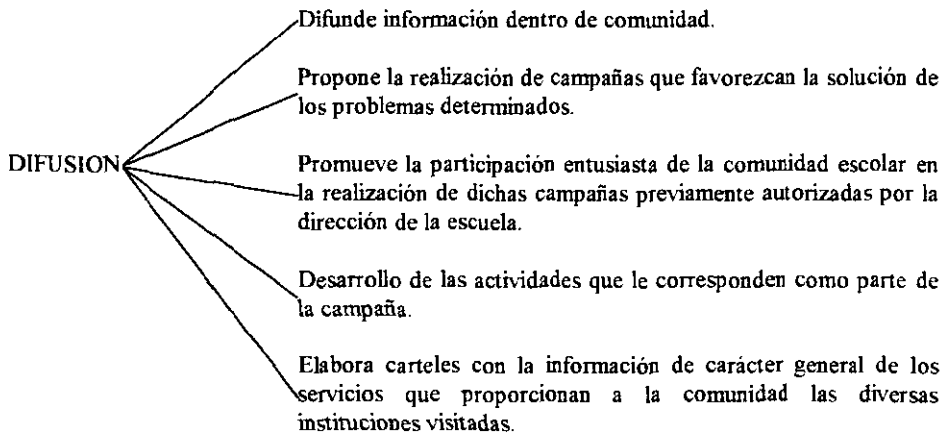 Difunde información dentro de comunidad.
Propone la realización de campañas que favorezcan la solución de
los problemas determinados.
DIFUSION
Promueve la participación entusiasta de la comunidad escolar en
la realización de dichas campañas previamente autorizadas por la
dirección de la escuela.
Desarrollo de las actividades que le corresponden como parte de
la campaña.
Elabora carteles con la información de carácter general de los
servicios que proporcionan a la comunidad las diversas
instituciones visitadas.